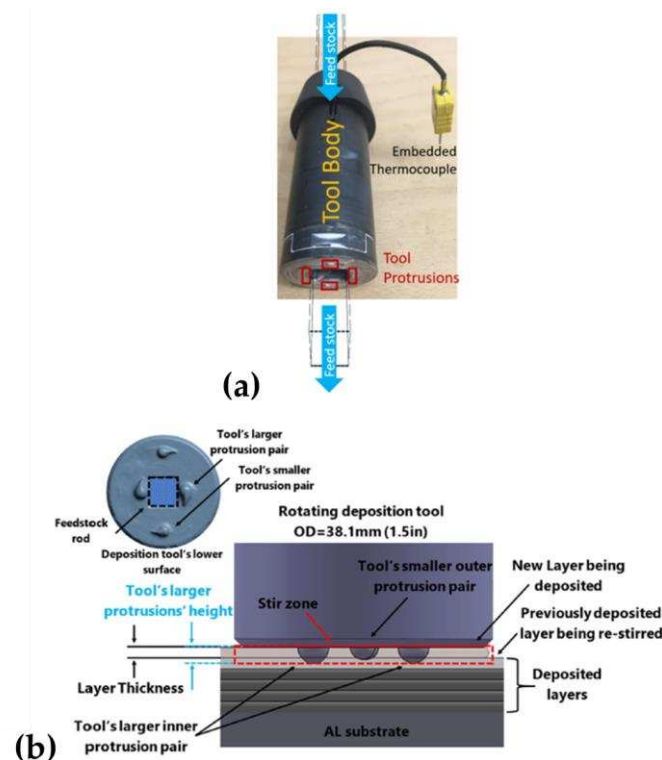 Feed stock
Tool Body
Embedded
Thermocouple
Tool
Protrusions
Feed stock
(a)
Tool's larger
protrusion pair
Tool's smaller
protrusion pair
Feedstock
rod
Deposition tool's lower
surface
Rotating deposition tool
OD=38.1mm (1.5in)
Tool's larger
protrusions' height
Stir zone
Tool's smaller outer
protrusion pair
New Layer being
deposited
Previously deposited
layer being re-stirred
Layer Thickness
Deposited
layers
Tool's larger inner
protrusion pair
AL substrate
(b)